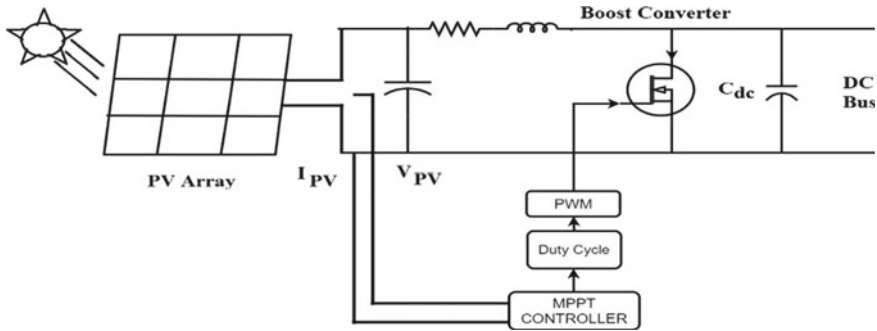 Boost Converter
C dc
DC
Bus
PV Array
I PV
V PV
PWM
Duty Cycle
MPPT
CONTROLLER